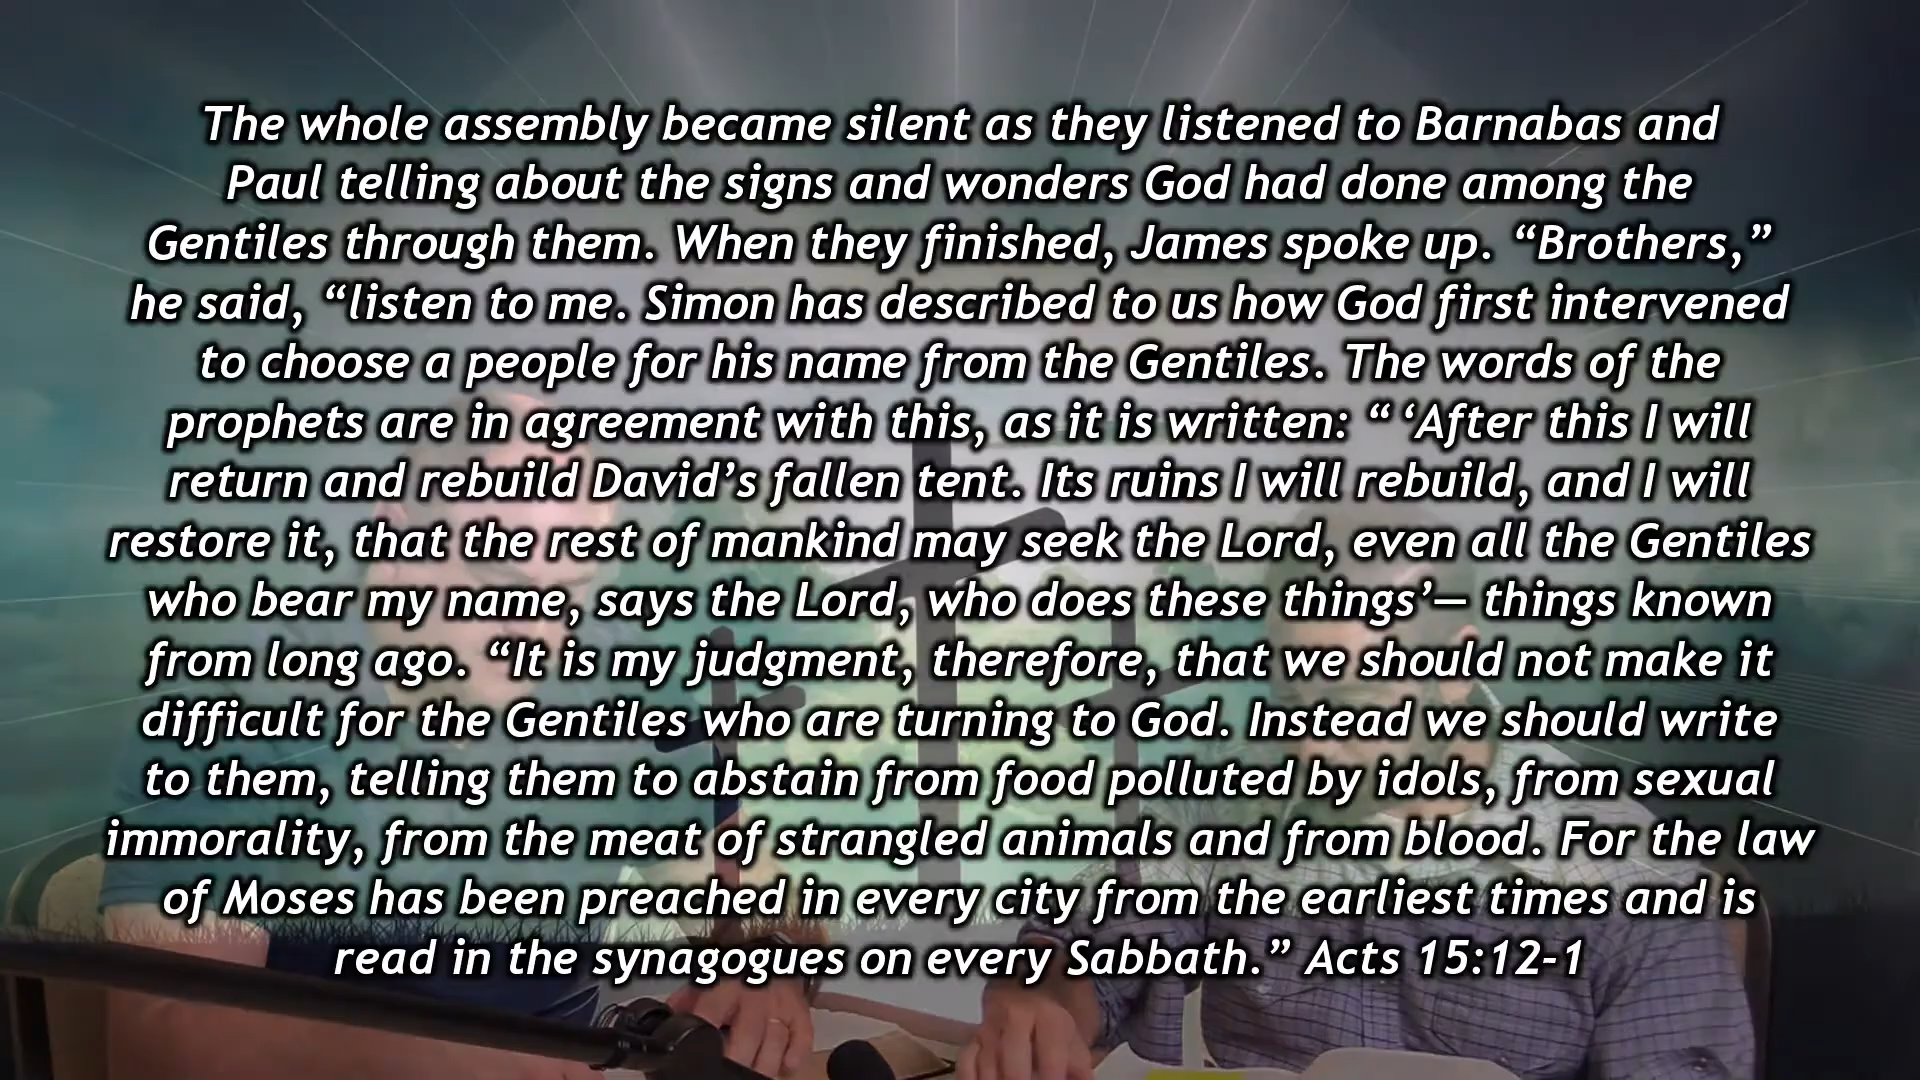 The whole assembly became silent as they listened to Barnabas and
Paul telling about the signs and wonders God had done among the
Gentiles through them. When they finished, James spoke up. “Brothers,”
he said, “listen to me. Simon has described to us how God first intervened
to choose a people for his name from the Gentiles. The words of the
prophets are in agreement with this, as it is written: “ ‘After this I will
return and rebuild David’s fallen tent. Its ruins I will rebuild, and I will
restore it, that the rest of mankind may seek the Lord, even all the Gentiles
who bear my name, says the Lord, who does these things’— things known
from long ago. “It is my judgment, therefore, that we should not make it
difficult for the Gentiles who are turning to God. Instead we should write
to them, telling them to abstain from food polluted by idols, from sexual
immorality, from the meat of strangled animals and from blood. For the law
of Moses has been preached in every city from the earliest times and is
read in the synagogues on every Sabbath.” Acts 15:12-1